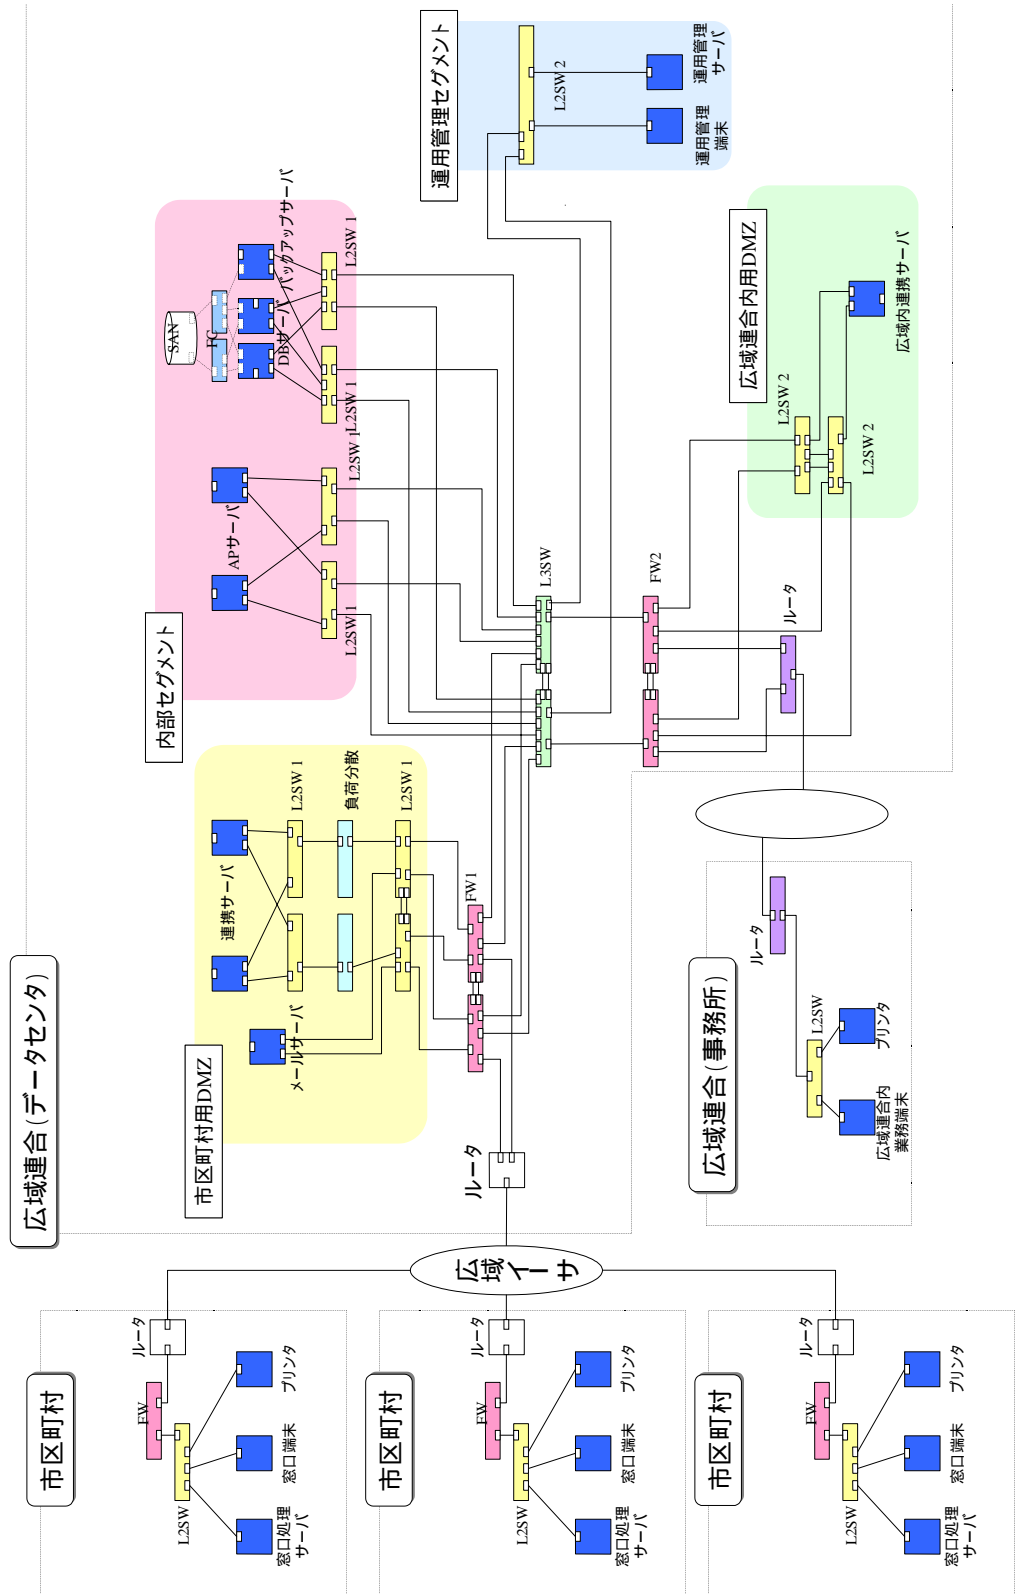 広域連合(データセンタ)
運用管理セグメント
L2SW 2
運用管理
サーバ
運用管理
端末
内部セグメント
SAN
FC
DBサーバ
バックアップサーバ
L2SW 1
L2SW 1
APサーバ
L2SW 1
L2SW1
広域連合内用DMZ
L2SW 2
L2SW 2
広域内連携サーバ
L3SW
FW2
ルータ
市区町村用DMZ
連携サーバ
メールサーバ
L2SW 1
負荷分散
L2SW 1
FW1
ルータ
広域イーサ
広域連合(事務所)
ルータ
L2SW
プリンタ
広域連合内
業務端末
市区町村
ルータ
FW
L2SW
プリンタ
窓口端末
窓口処理
サーバ
市区町村
ルータ
FW
L2SW
プリンタ
窓口端末
窓口処理
サーバ
市区町村
ルータ
FW
L2SW
プリンタ
窓口端末
窓口処理
サーバ